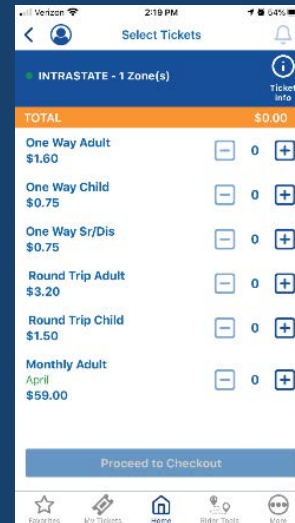 Verizon 2:19 PM 54%
Select Tickets
INTRASTATE - 1 Zone(s)
Ticket
info
TOTAL $0.00
One Way Adult
$1.60
0
One Way Child
$0.75
0
One Way Sr/Dis
$0.75
0
Round Trip Adult
$3.20
0
Round Trip Child
$1.50
0
Monthly Adult
April
$59.00
0
Proceed to Checkout
Favorites My Tickets Home Rider Tools More